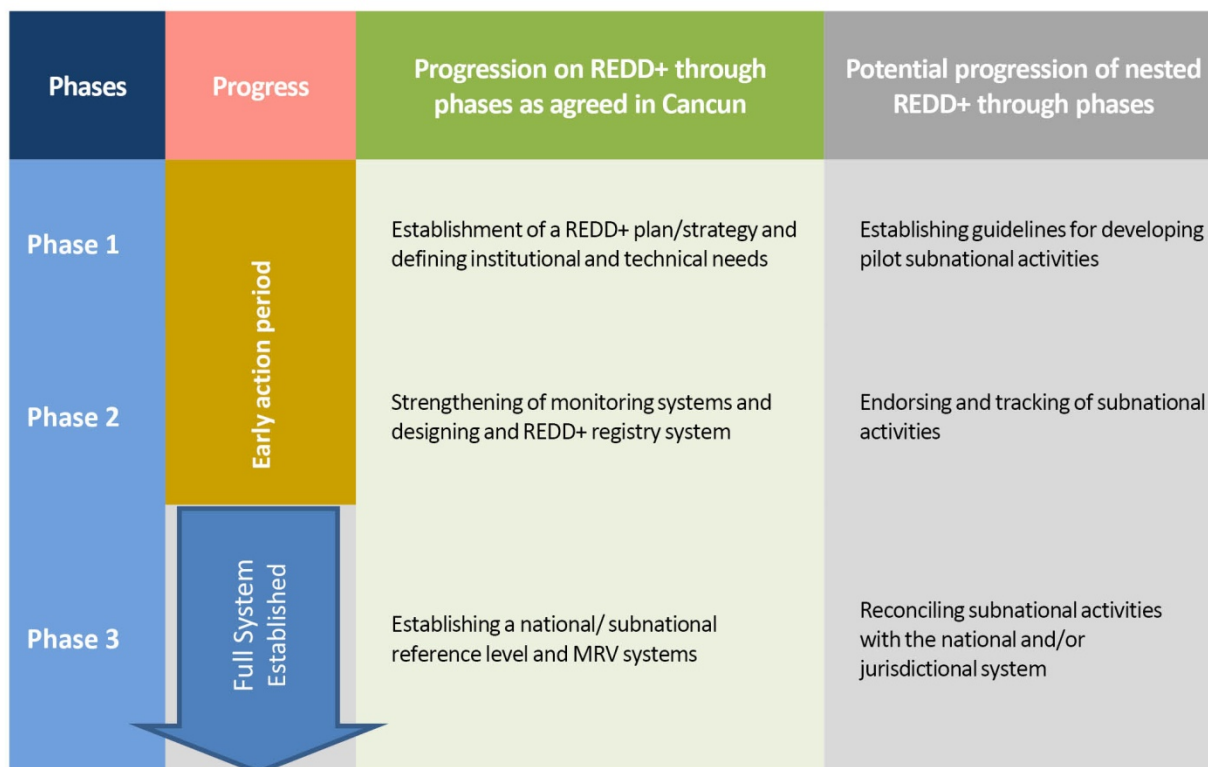 Phases
Progress
Progression on REDD+ through
phases as agreed in Cancun
Potential progression of nested
REDD+ through phases
Phase 1
Early action period
Establishment of a REDD+ plan/strategy and
defining institutional and technical needs
Establishing guidelines for developing
pilot subnational activities
Phase 2
Strengthening of monitoring systems and
designing and REDD+ registry system
Endorsing and tracking of subnational
activities
Phase 3
Full System
Established
Establishing a national/ subnational
reference level and MRV systems
Reconciling subnational activities
with the national and/or
jurisdictional system